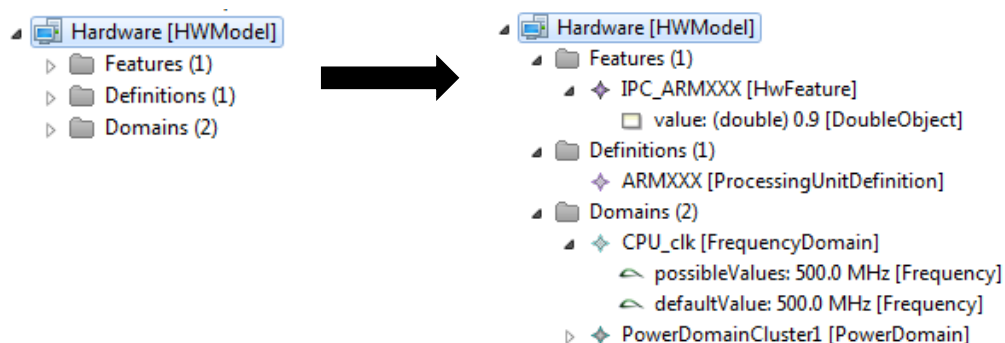 Hardware [HWModel]
Features (1)
Definitions (1)
Domains (2)
Hardware [HWModel]
Features (1)
IPC_ARMXXX [HwFeature]
value: (double) 0.9 [DoubleObject]
Definitions (1)
ARMXXX [ProcessingUnitDefinition]
Domains (2)
CPU_clk [FrequencyDomain]
possibleValues: 500.0 MHz [Frequency]
defaultValue: 500.0 MHz [Frequency]
PowerDomainCluster1 [PowerDomain]